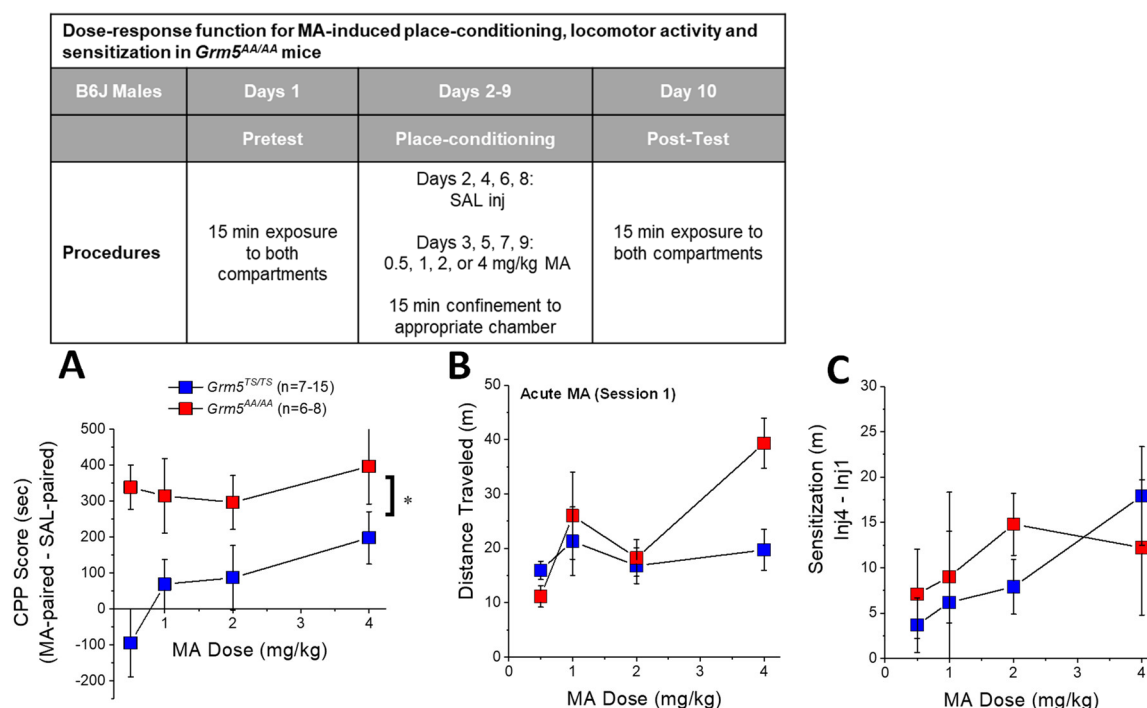 Dose-response function for MA-induced place-conditioning, locomotor activity and
sensitization in Grm5AA/AA mice
B6J Males Days 1 Days 2-9 Day 10
Pretest Place-conditioning Post-Test
Procedures
15 min exposure
to both
compartments
Days 2, 4, 6, 8:
SAL inj
Days 3, 5, 7, 9:
0.5, 1, 2, or 4 mg/kg MA
15 min confinement to
appropriate chamber
15 min exposure to
both compartments
A
Grm5TS/TS (n=7-15)
Grm5AA/AA (n=6-8)
CPP Score (sec)
(MA-paired - SAL-paired)
500
400
300
200
100
0
-100
-200
1 2 3 4
MA Dose (mg/kg)
*
B
Acute MA (Session 1)
Distance Traveled (m)
50
40
30
20
10
0
0 1 2 3 4
MA Dose (mg/kg)
C
Sensitization (m)
Inj4 - Inj1
30
25
20
15
10
5
0
0 1 2 3 4
MA Dose (mg/kg)